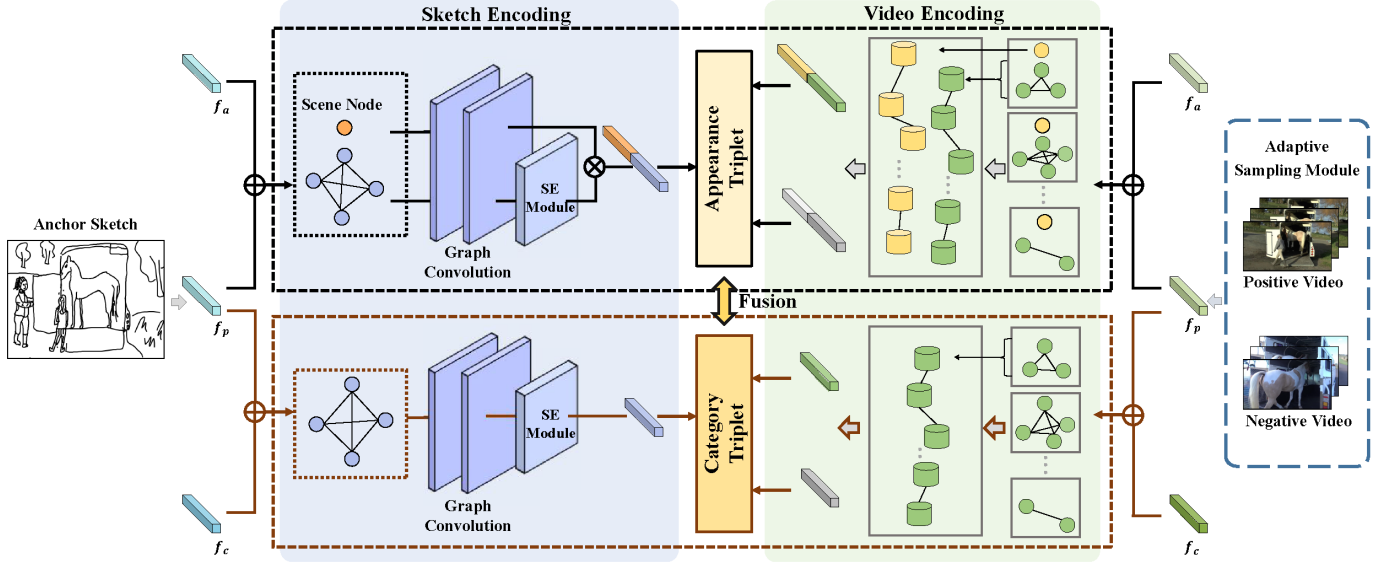 Sketch Encoding
Video Encoding
f_a
Scene Node
SE
Module
Graph
Convolution
Appearance
Triplet
f_a
Adaptive
Sampling Module
Positive Video
Negative Video
Anchor Sketch
f_p
Fusion
f_p
SE
Module
Graph
Convolution
Category
Triplet
f_c
f_c